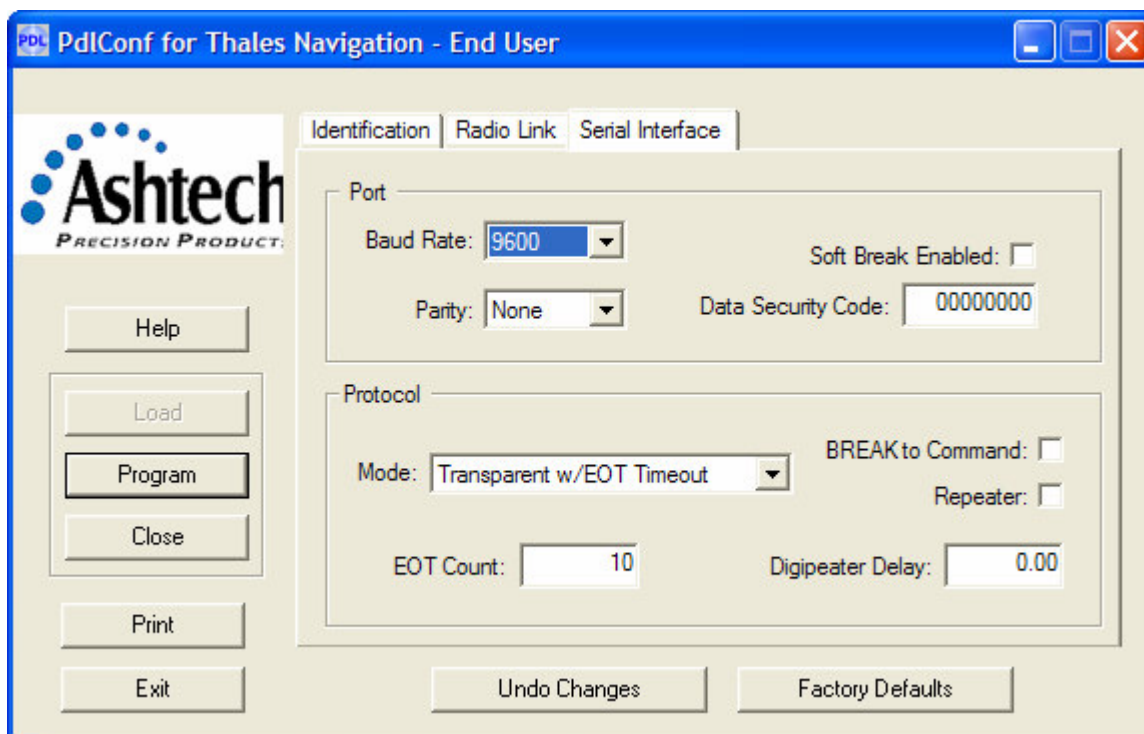 PDL PdlConf for Thales Navigation - End User
Ashtech
PRECISION PRODUCT
Identification Radio Link Serial Interface
Port
Baud Rate: 9600
Soft Break Enabled:
Parity: None
Data Security Code: 00000000
Help
Load
Program
Close
Print
Exit
Protocol
Mode: Transparent w/EOT Timeout
BREAK to Command:
Repeater:
EOT Count: 10
Digipeater Delay: 0.00
Undo Changes
Factory Defaults